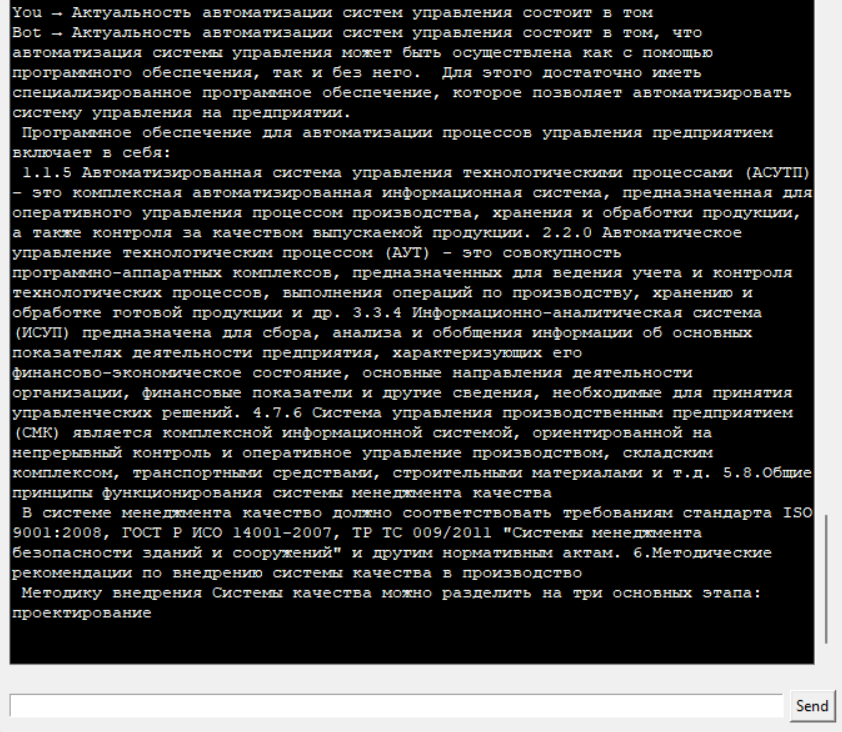 You → Актуальность автоматизации систем управления состоит в том
Bot → Актуальность автоматизации систем управления состоит в том, что
автоматизация системы управления может быть осуществлена как с помощью
программного обеспечения, так и без него.  Для этого достаточно иметь
специализированное программное обеспечение, которое позволяет автоматизировать
систему управления на предприятии.
Программное обеспечение для автоматизации процессов управления предприятием
включает в себя:
1.1.5 Автоматизированная система управления технологическими процессами (АСУТП)
– это комплексная автоматизированная информационная система, предназначенная для
оперативного управления процессом производства, хранения и обработки продукции,
а также контроля за качеством выпускаемой продукции. 2.2.0 Автоматическое
управление технологическим процессом (АУТ) – это совокупность
программно-аппаратных комплексов, предназначенных для ведения учета и контроля
технологических процессов, выполнения операций по производству, хранению и
обработке готовой продукции и др. 3.3.4 Информационно-аналитическая система
(ИСУП) предназначена для сбора, анализа и обобщения информации об основных
показателях деятельности предприятия, характеризующих его
финансово-экономическое состояние, основные направления деятельности
организации, финансовые показатели и другие сведения, необходимые для принятия
управленческих решений. 4.7.6 Система управления производственным предприятием
(СМК) является комплексной информационной системой, ориентированной на
непрерывный контроль и оперативное управление производством, складским
комплексом, транспортными средствами, строительными материалами и т.д. 5.8.Общие
принципы функционирования системы менеджмента качества
В системе менеджмента качество должно соответствовать требованиям стандарта ISO
9001:2008, ГОСТ Р ИСО 14001-2007, ТР ТС 009/2011 "Системы менеджмента
безопасности зданий и сооружений" и другим нормативным актам. 6.Методические
рекомендации по внедрению системы качества в производство
Методику внедрения Системы качества можно разделить на три основных этапа:
проектирование
Send